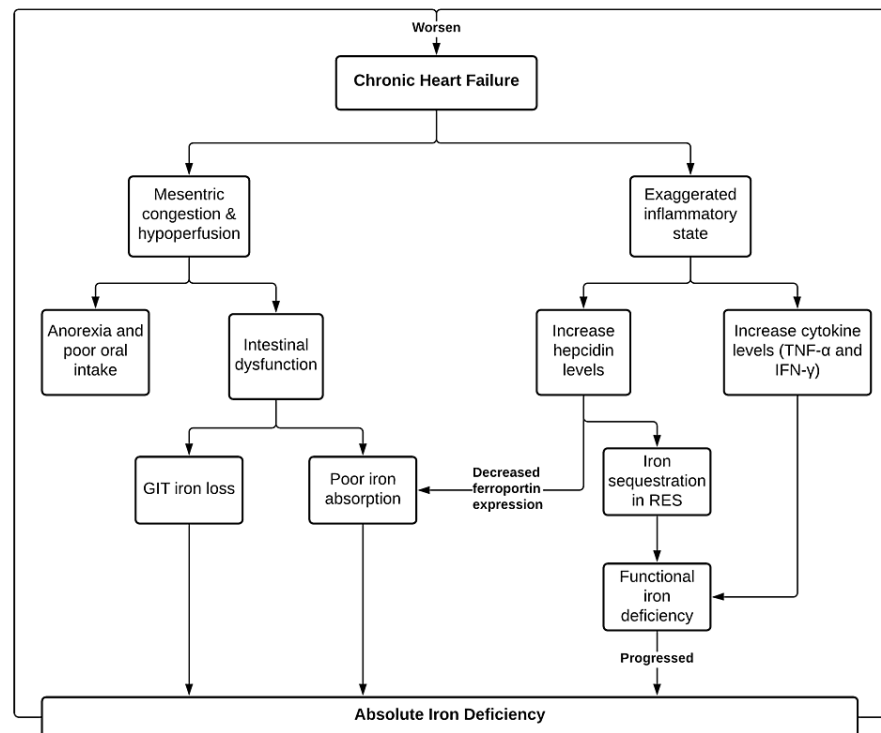 Worsen
Chronic Heart Failure
Mesentric
congestion &
hypoperfusion
Exaggerated
inflammatory
state
Anorexia and
poor oral
intake
Intestinal
dysfunction
Increase
hepcidin
levels
Increase cytokine
levels (TNF-α and
IFN-γ)
GIT iron loss
Poor iron
absorption
Decreased
ferroportin
expression
Iron
sequestration
in RES
Functional
iron
deficiency
Progressed
Absolute Iron Deficiency